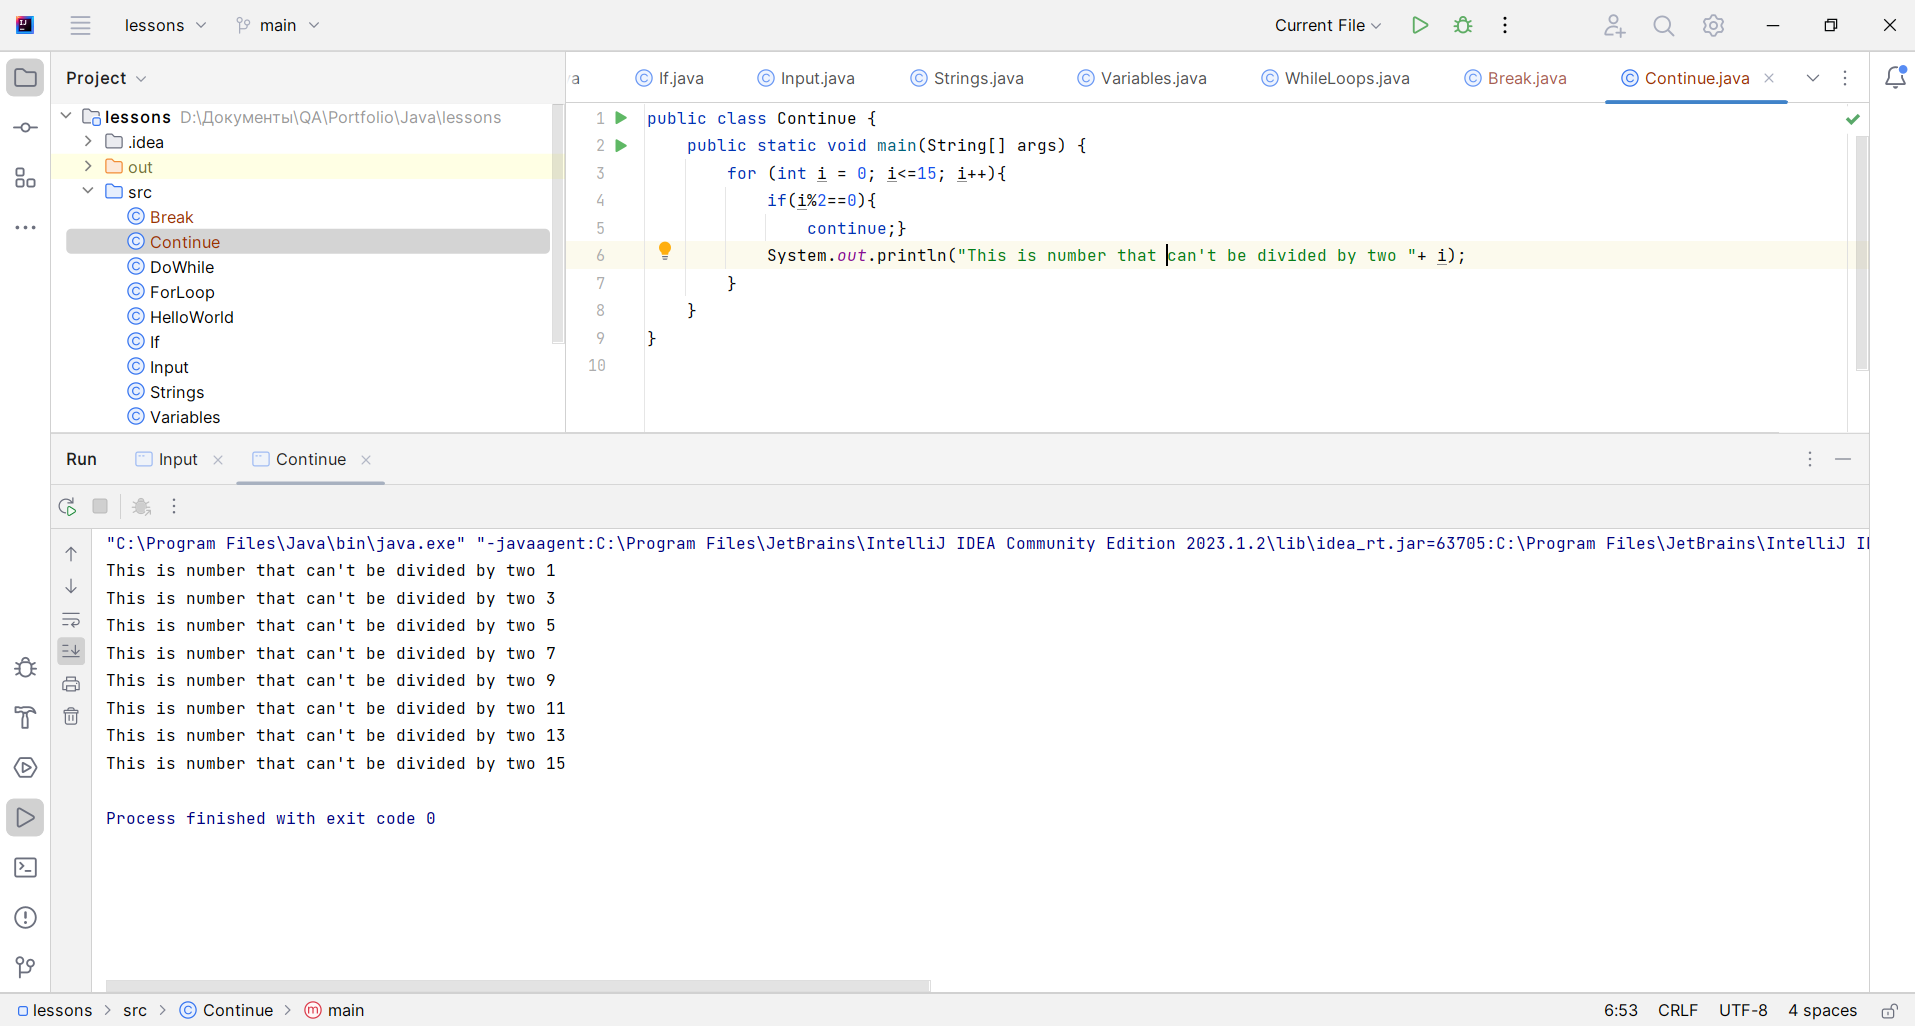 lessons main Current File
Project
a If.java Input.java Strings.java Variables.java WhileLoops.java Break.java Continue.java
lessons D:\Документы\QA\Portfolio\Java\lessons
.idea
out
src
Break
Continue
DoWhile
ForLoop
HelloWorld
If
Input
Strings
Variables
1 public class Continue {
2 public static void main(String[] args) {
3 for (int i = 0; i<=15; i++){
4 if(i%2==0){
5 continue;}
6 System.out.println("This is number that can't be divided by two "+ i);
7 }
8 }
9 }
10
Run Input Continue
"C:\Program Files\Java\bin\java.exe" "-javaagent:C:\Program Files\JetBrains\IntelliJ IDEA Community Edition 2023.1.2\lib\idea_rt.jar=63705:C:\Program Files\JetBrains\IntelliJ
This is number that can't be divided by two 1
This is number that can't be divided by two 3
This is number that can't be divided by two 5
This is number that can't be divided by two 7
This is number that can't be divided by two 9
This is number that can't be divided by two 11
This is number that can't be divided by two 13
This is number that can't be divided by two 15
Process finished with exit code 0
lessons src Continue main 6:53 CRLF UTF-8 4 spaces